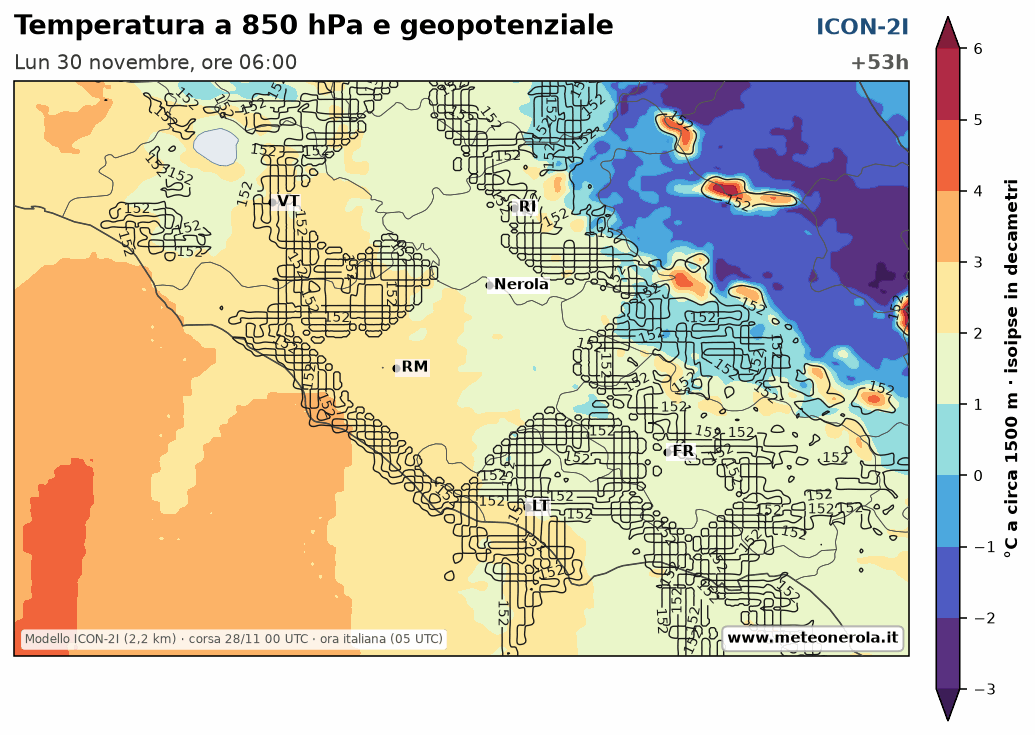 Temperatura a 850 hPa e geopotenziale
ICON-2I
Lun 30 novembre, ore 06:00
+53h
VT
RI
Nerola
RM
FR
LT
152
Modello ICON-2I (2,2 km) · corsa 28/11 00 UTC · ora italiana (05 UTC)
www.meteonerola.it
6
5
4
3
2
1
0
−1
−2
−3
°C a circa 1500 m · isoipse in decametri